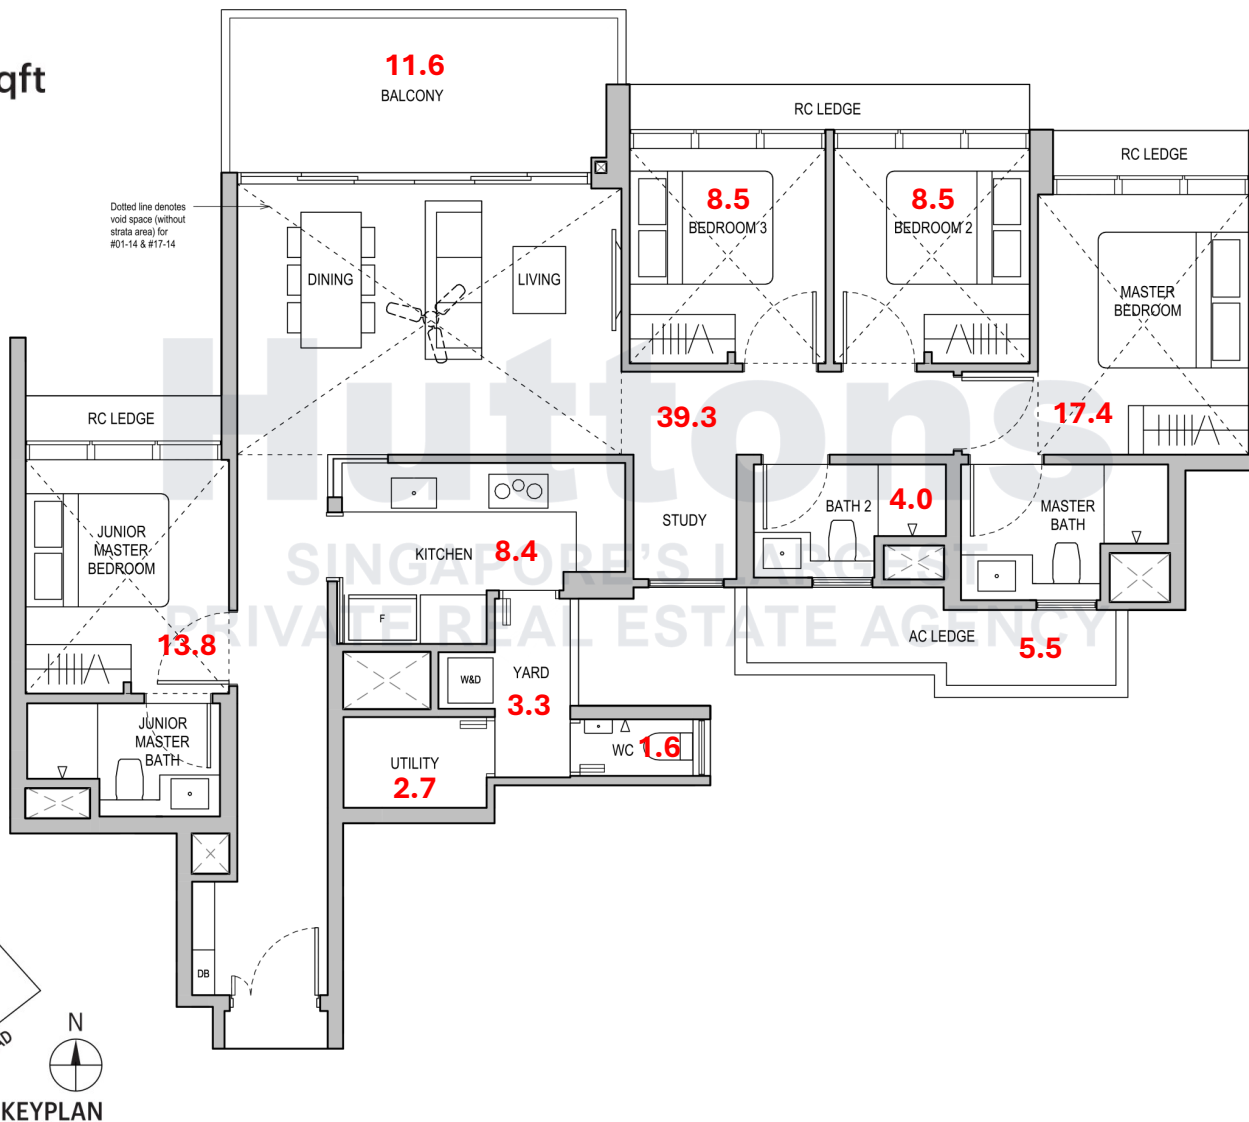 qft
11.6
BALCONY
RC LEDGE
RC LEDGE
Dotted line denotes
void space (without
strata area) for
#01-14 & #17-14
8.5
BEDROOM 3
8.5
BEDROOM 2
DINING
LIVING
MASTER
BEDROOM
Huttons
RC LEDGE
39.3
17.4
JUNIOR
MASTER
BEDROOM
KITCHEN
8.4
STUDY
BATH 2
4.0
MASTER
BATH
SINGAPORE'S LARGEST
PRIVATE REAL ESTATE AGENCY
F
13.8
AC LEDGE
5.5
W&D
YARD
3.3
JUNIOR
MASTER
BATH
UTILITY
2.7
WC
1.6
DB
N
KEYPLAN